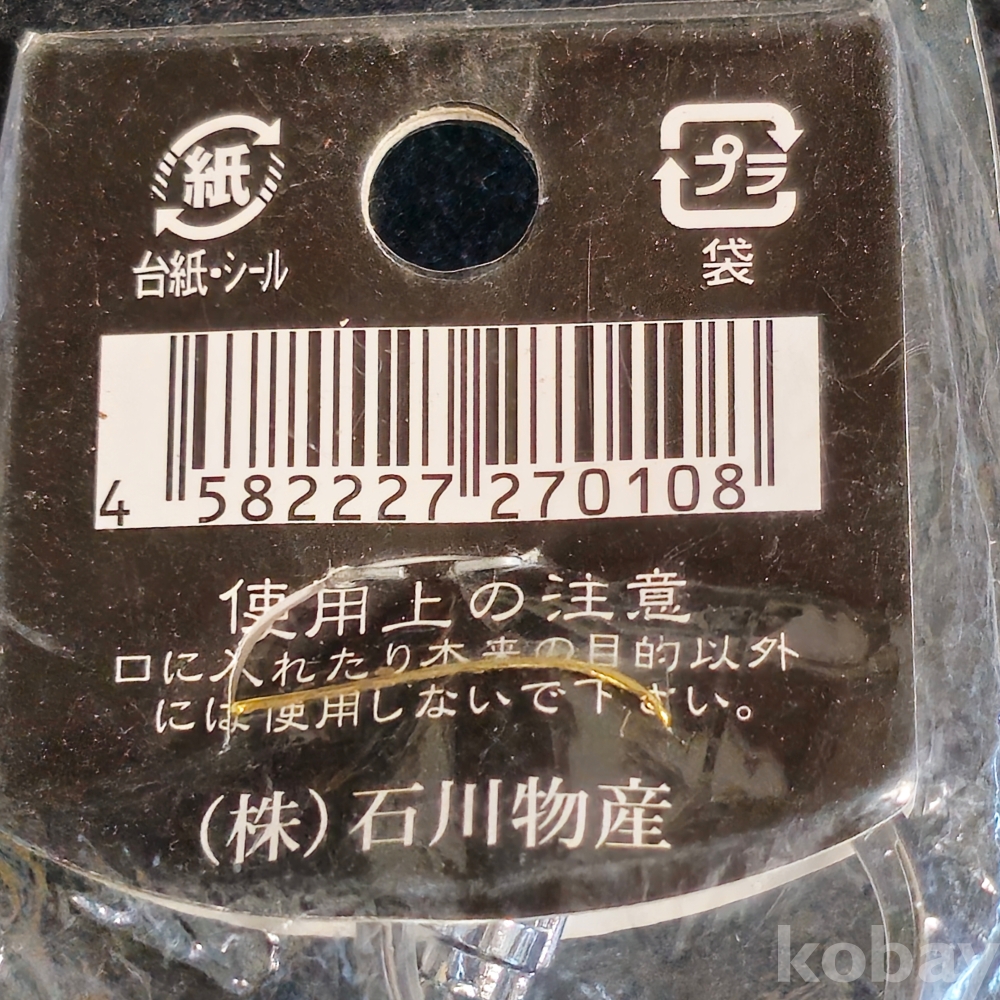 紙
台紙・シール
プラ
袋
4 582227 270108
使用上の注意
口に入れたり本来の目的以外
には使用しないで下さい。
(株)石川物産
kobay